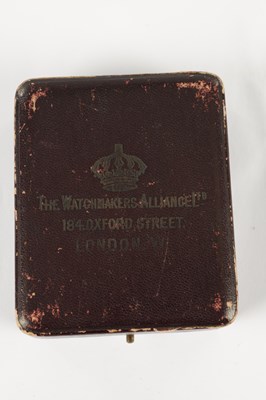 THE WATCHMAKERS ALLIANCE LTD
184. OXFORD STREET.
LONDON. W.